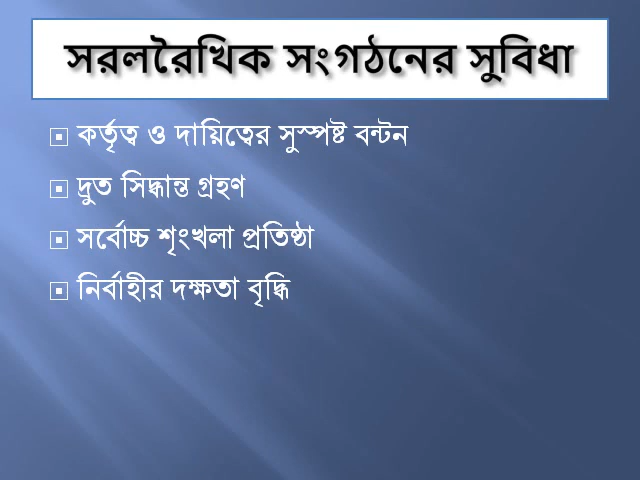 সরলরৈখিক সংগঠনের সুবিধা
কর্তৃত্ব ও দায়িত্বের সুস্পষ্ট বন্টন
দ্রুত সিদ্ধান্ত গ্রহণ
সর্বোচ্চ শৃংখলা প্রতিষ্ঠা
নির্বাহীর দক্ষতা বৃদ্ধি